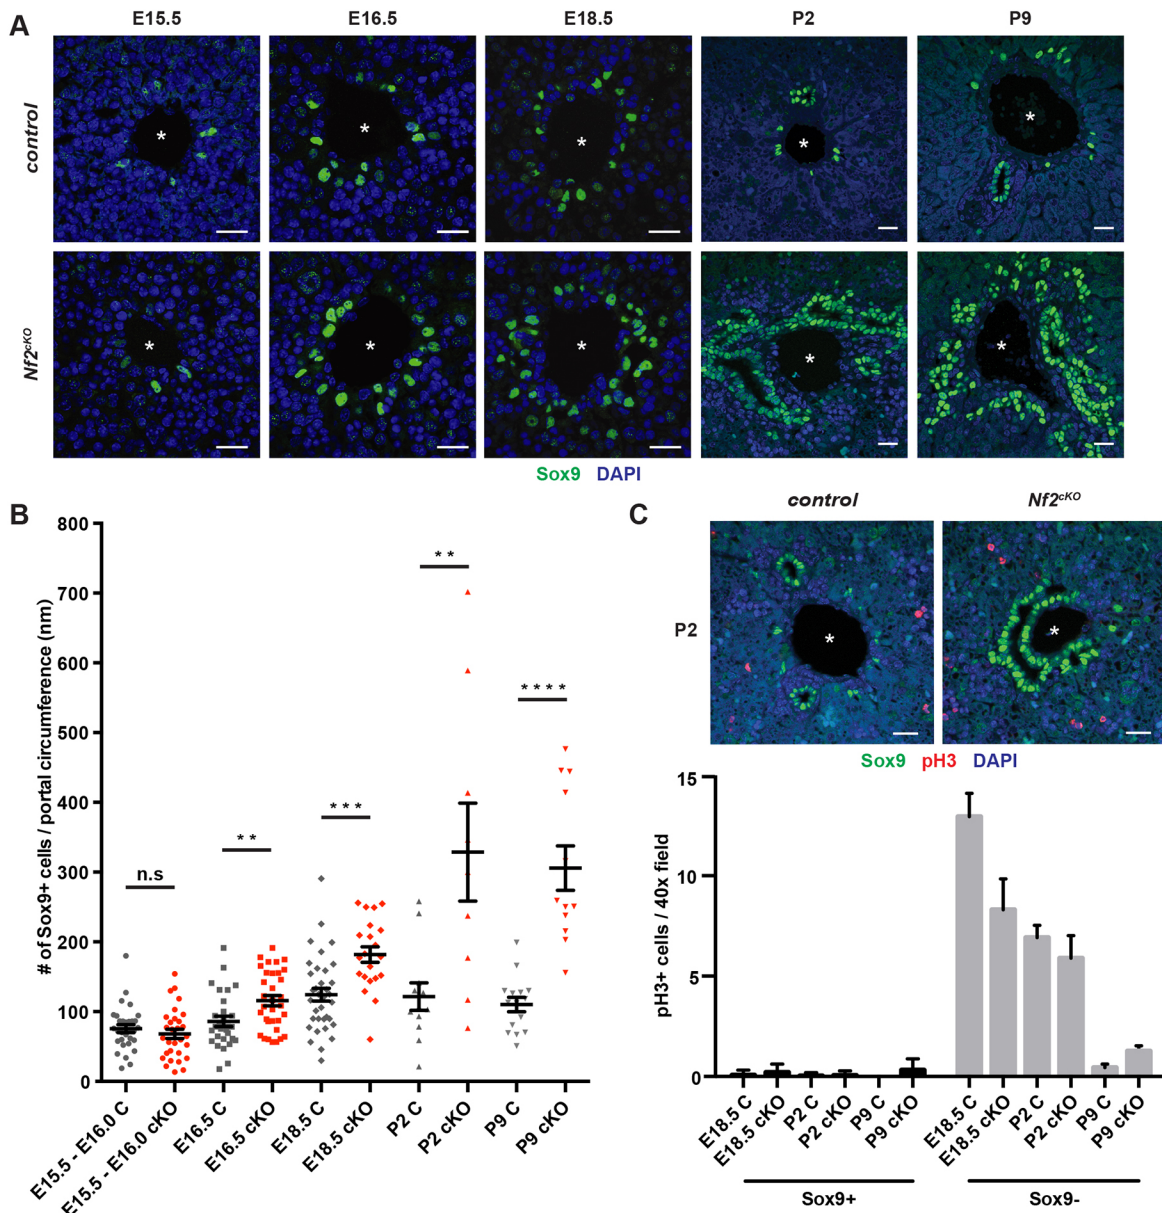 A
E15.5 E16.5 E18.5 P2 P9
control
* * * * *
Nf2cKO
* * * * *
Sox9 DAPI
B
# of Sox9+ cells / portal circumference (nm)
800
700
600
500
400
300
200
100
0
n.s
* *
* * *
* *
* * * *
E15.5 - E16.0 C
E15.5 - E16.0 cKO
E16.5 C
E16.5 cKO
E18.5 C
E18.5 cKO
P2 C
P2 cKO
P9 C
P9 cKO
C
control Nf2cKO
P2
* *
Sox9 pH3 DAPI
pH3+ cells / 40x field
15
10
5
0
E18.5 C
E18.5 cKO
P2 C
P2 cKO
P9 C
P9 cKO
E18.5 C
E18.5 cKO
P2 C
P2 cKO
P9 C
P9 cKO
Sox9+ Sox9-